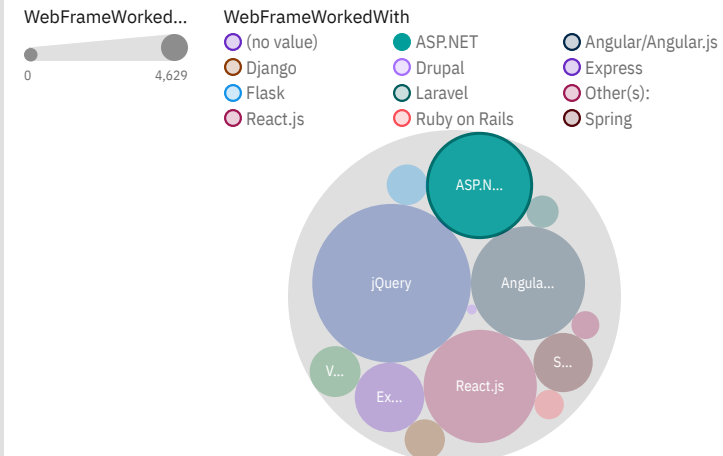 WebFrameWorked... WebFrameWorkedWith
0 4,629
(no value) ASP.NET Angular/Angular.js
Django Drupal Express
Flask Laravel Other(s):
React.js Ruby on Rails Spring
ASP.N...
jQuery Angula...
S...
V...
React.js
Ex...